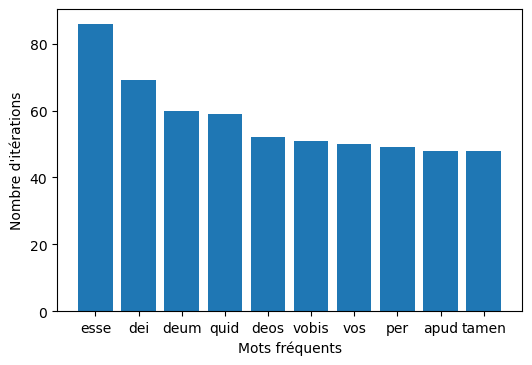 Nombre d'itérations
80
60
40
20
0
esse dei deum quid deos vobis vos per apud tamen
Mots fréquents